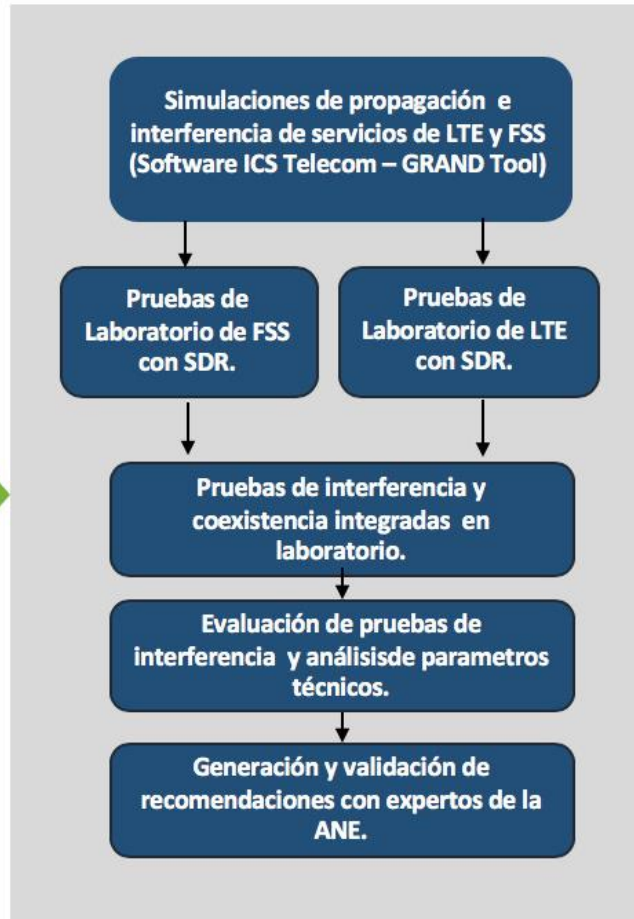 Simulaciones de propagación e
interferencia de servicios de LTE y FSS
(Software ICS Telecom – GRAND Tool)
Pruebas de
Laboratorio de FSS
con SDR.
Pruebas de
Laboratorio de LTE
con SDR.
Pruebas de interferencia y
coexistencia integradas en
laboratorio.
Evaluación de pruebas de
interferencia y análisisde parametros
técnicos.
Generación y validación de
recomendaciones con expertos de la
ANE.